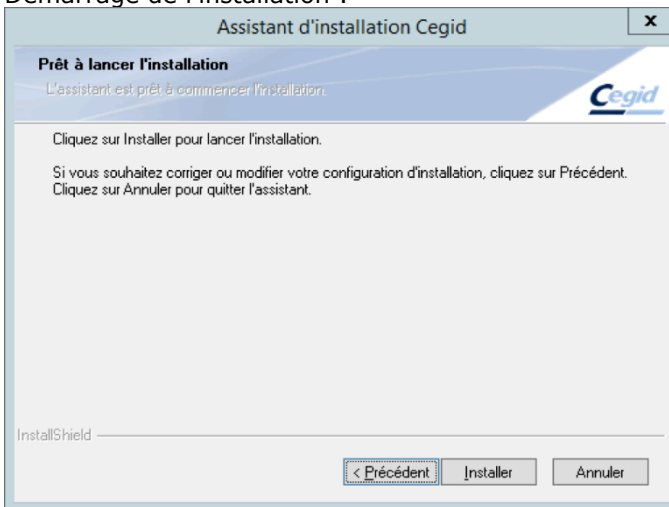 Démarrage de l'installation :
Assistant d'installation Cegid
x
Prêt à lancer l'installation
L'assistant est prêt à commencer l'installation.
Cegid
Cliquez sur Installer pour lancer l'installation.
Si vous souhaitez corriger ou modifier votre configuration d'installation, cliquez sur Précédent.
Cliquez sur Annuler pour quitter l'assistant.
InstallShield
< Précédent Installer Annuler